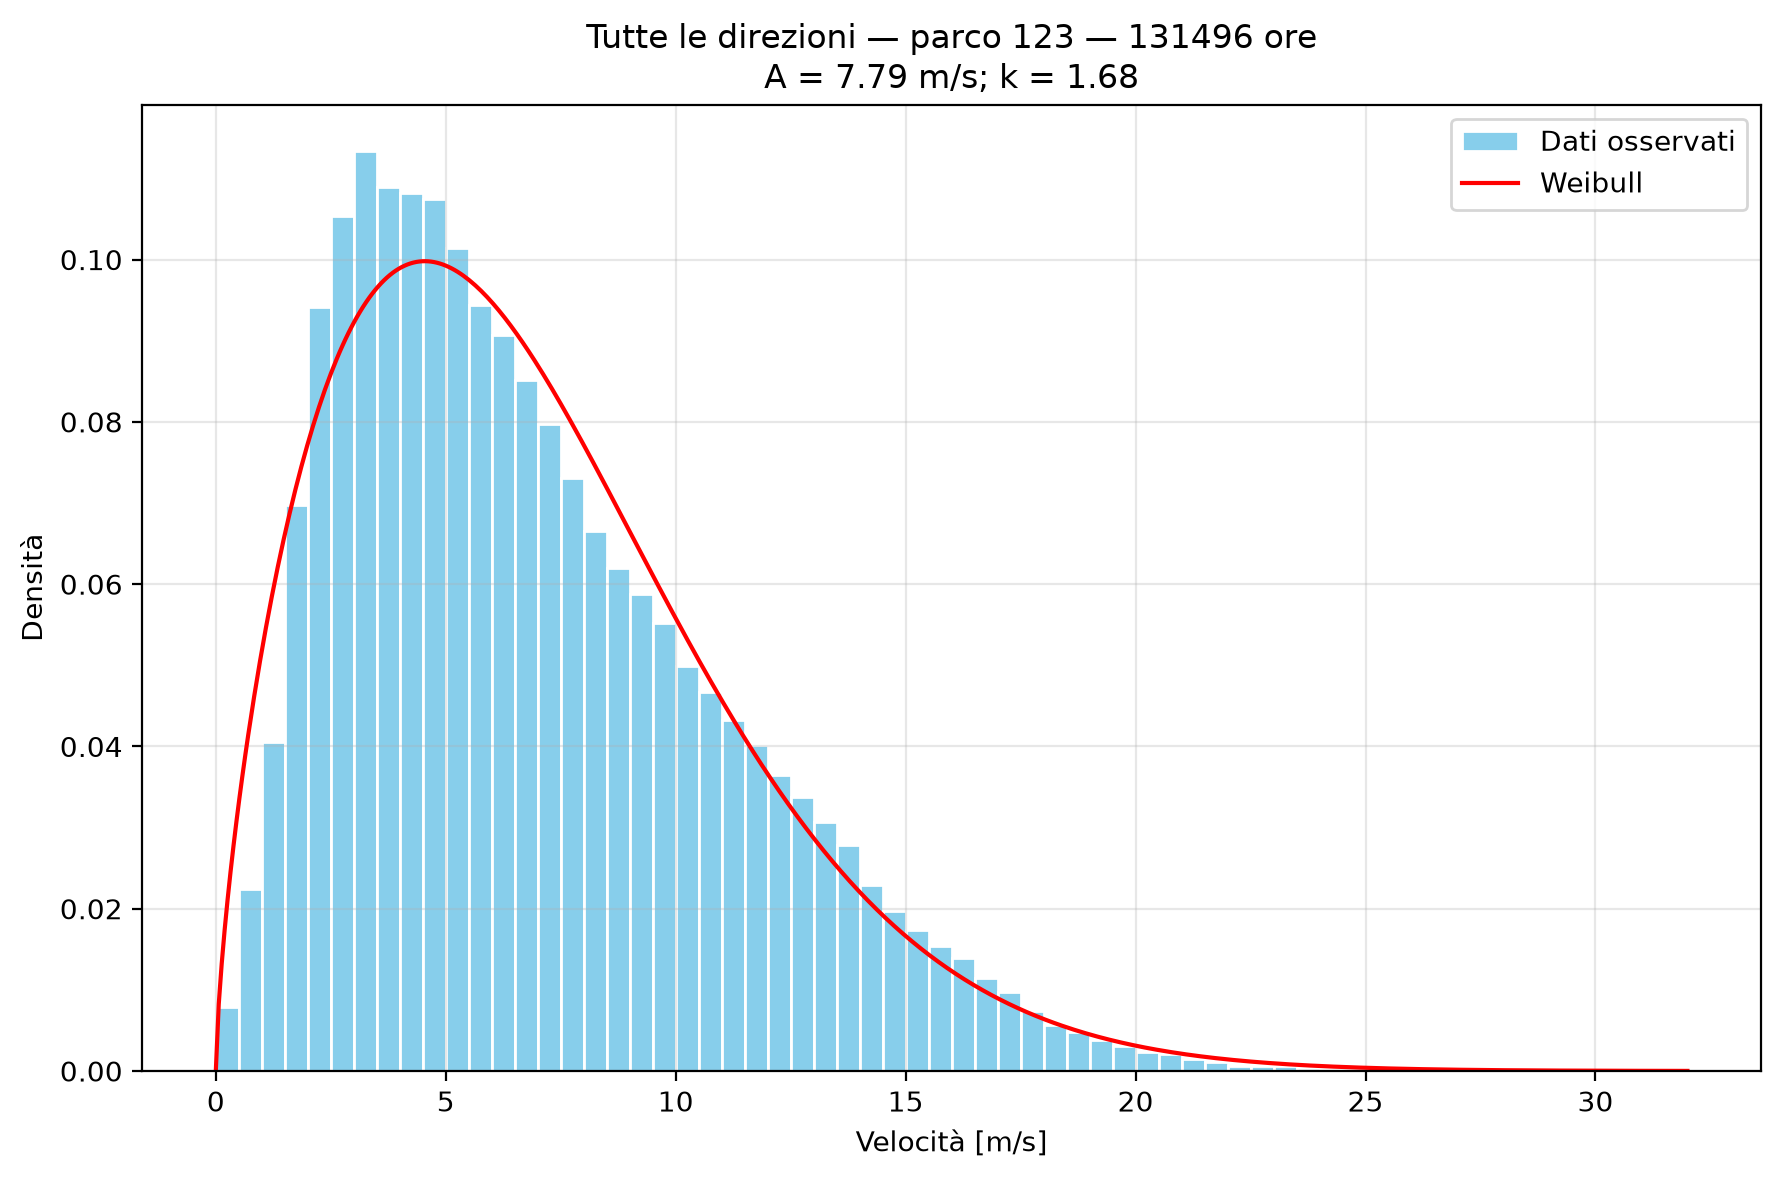 Tutte le direzioni — parco 123 — 131496 ore
A = 7.79 m/s; k = 1.68
Dati osservati
Weibull
Densità
0.10
0.08
0.06
0.04
0.02
0.00
0 5 10 15 20 25 30
Velocità [m/s]